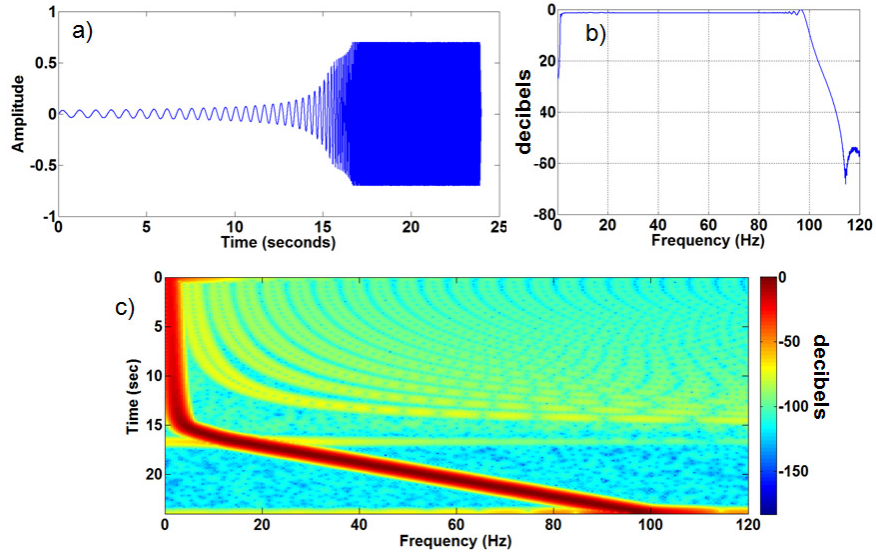 a)
Amplitude
1
0.5
0
-0.5
-1
0 5 10 15 20 25
Time (seconds)
b)
decibels
0
20
40
-60
-80
0 20 40 60 80 100 120
Frequency (Hz)
c)
Time (sec)
0
5
10
15
20
0 20 40 60 80 100 120
Frequency (Hz)
0
-50
-100
-150
decibels